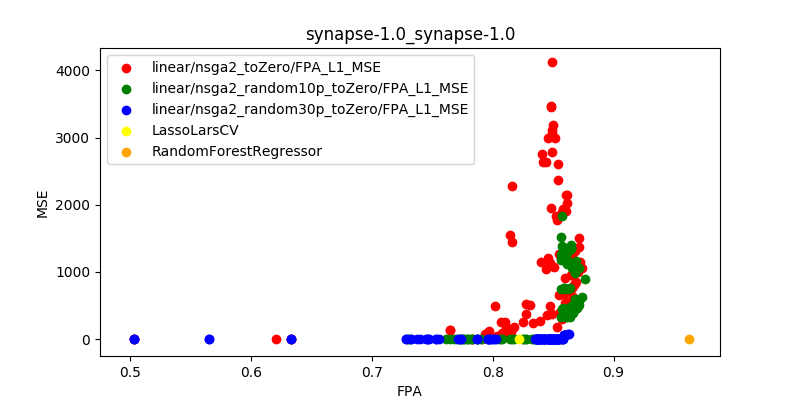 synapse-1.0_synapse-1.0
linear/nsga2_toZero/FPA_L1_MSE
linear/nsga2_random10p_toZero/FPA_L1_MSE
linear/nsga2_random30p_toZero/FPA_L1_MSE
LassoLarsCV
RandomForestRegressor
MSE
4000
3000
2000
1000
0
0.5 0.6 0.7 0.8 0.9
FPA